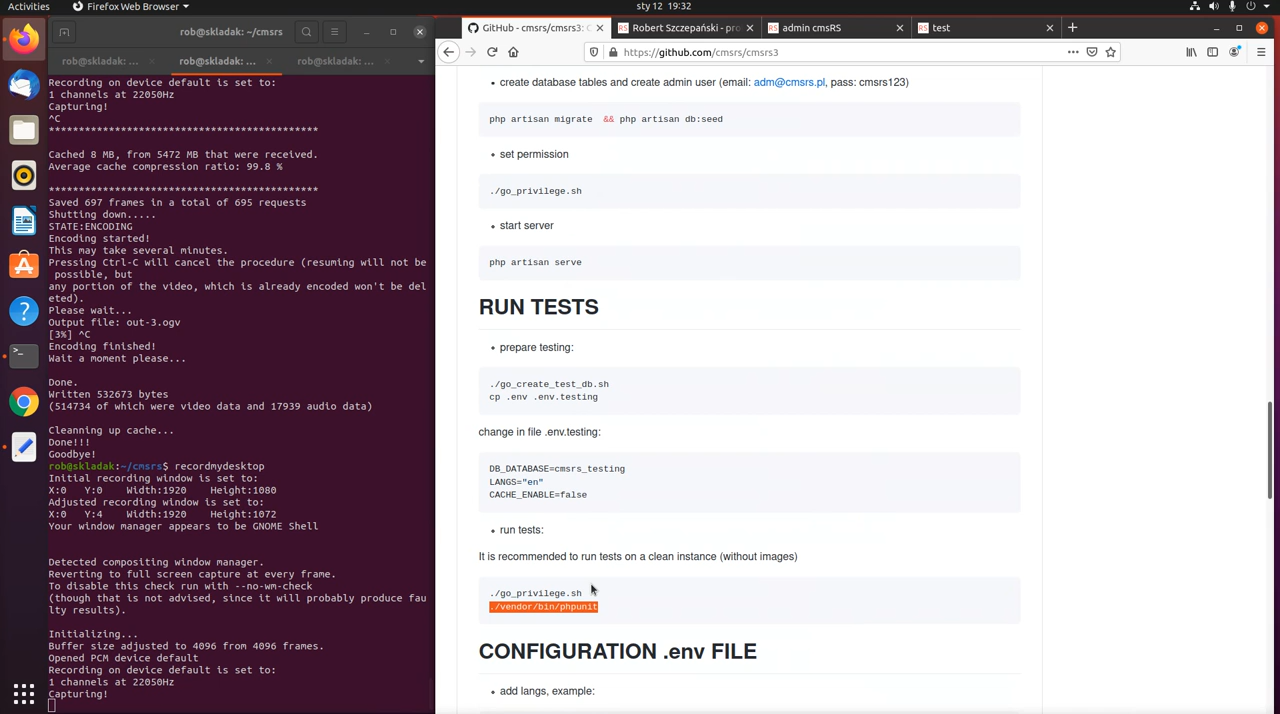 Activities
Firefox Web Browser
sty 12 19:32
rob@skladak: ~/cmsrs
rob@skladak: ~...
rob@skladak: ~...
rob@skladak: ~...
Recording on device default is set to:
1 channels at 22050Hz
Capturing!
^C
********************************************
Cached 8 MB, from 5472 MB that were received.
Average cache compression ratio: 99.8 %
********************************************
Saved 697 frames in a total of 695 requests
Shutting down.....
STATE:ENCODING
Encoding started!
This may take several minutes.
Pressing Ctrl-C will cancel the procedure (resuming will not be
possible, but
any portion of the video, which is already encoded won't be del
eted).
Please wait...
Output file: out-3.ogv
[3%] ^C
Encoding finished!
Wait a moment please...
Done.
Written 532673 bytes
(514734 of which were video data and 17939 audio data)
Cleanning up cache...
Done!!!
Goodbye!
rob@skladak:~/cmsrs$ recordmydesktop
Initial recording window is set to:
X:0 Y:0 Width:1920 Height:1080
Adjusted recording window is set to:
X:0 Y:4 Width:1920 Height:1072
Your window manager appears to be GNOME Shell
Detected compositing window manager.
Reverting to full screen capture at every frame.
To disable this check run with --no-wm-check
(though that is not advised, since it will probably produce fau
lty results).
Initializing...
Buffer size adjusted to 4096 from 4096 frames.
Opened PCM device default
Recording on device default is set to:
1 channels at 22050Hz
Capturing!
GitHub - cmsrs/cmsrs3: C
RS Robert Szczepański - pro
RS admin cmsRS
RS test
https://github.com/cmsrs/cmsrs3
• create database tables and create admin user (email: adm@cmsrs.pl, pass: cmsrs123)
php artisan migrate && php artisan db:seed
• set permission
./go_privilege.sh
• start server
php artisan serve
RUN TESTS
• prepare testing:
./go_create_test_db.sh
cp .env .env.testing
change in file .env.testing:
DB_DATABASE=cmsrs_testing
LANGS="en"
CACHE_ENABLE=false
• run tests:
It is recommended to run tests on a clean instance (without images)
./go_privilege.sh
./vendor/bin/phpunit
CONFIGURATION .env FILE
• add langs, example: